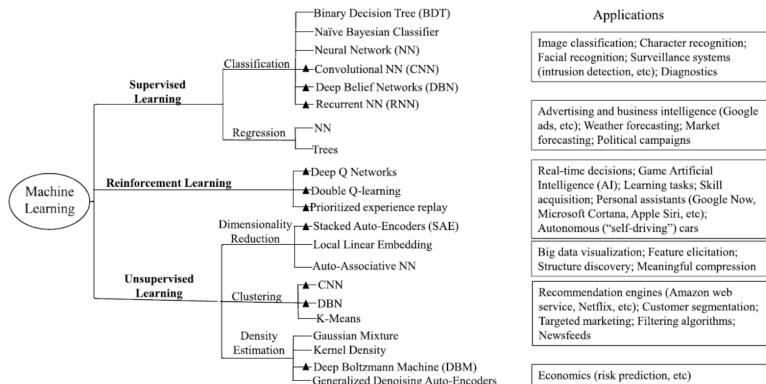 Applications
Binary Decision Tree (BDT)
Naïve Bayesian Classifier
Neural Network (NN)
Classification
Convolutional NN (CNN)
Deep Belief Networks (DBN)
Recurrent NN (RNN)
Supervised
Learning
Regression
NN
Trees
Machine
Learning
Reinforcement Learning
Deep Q Networks
Double Q-learning
Prioritized experience replay
Dimensionality
Reduction
Stacked Auto-Encoders (SAE)
Local Linear Embedding
Auto-Associative NN
Unsupervised
Learning
Clustering
CNN
DBN
K-Means
Density
Estimation
Gaussian Mixture
Kernel Density
Deep Boltzmann Machine (DBM)
Generalized Denoising Auto-Encoders
Image classification; Character recognition;
Facial recognition; Surveillance systems
(intrusion detection, etc); Diagnostics
Advertising and business intelligence (Google
ads, etc); Weather forecasting; Market
forecasting; Political campaigns
Real-time decisions; Game Artificial
Intelligence (AI); Learning tasks; Skill
acquisition; Personal assistants (Google Now,
Microsoft Cortana, Apple Siri, etc);
Autonomous (“self-driving”) cars
Big data visualization; Feature elicitation;
Structure discovery; Meaningful compression
Recommendation engines (Amazon web
service, Netflix, etc); Customer segmentation;
Targeted marketing; Filtering algorithms;
Newsfeeds
Economics (risk prediction, etc)